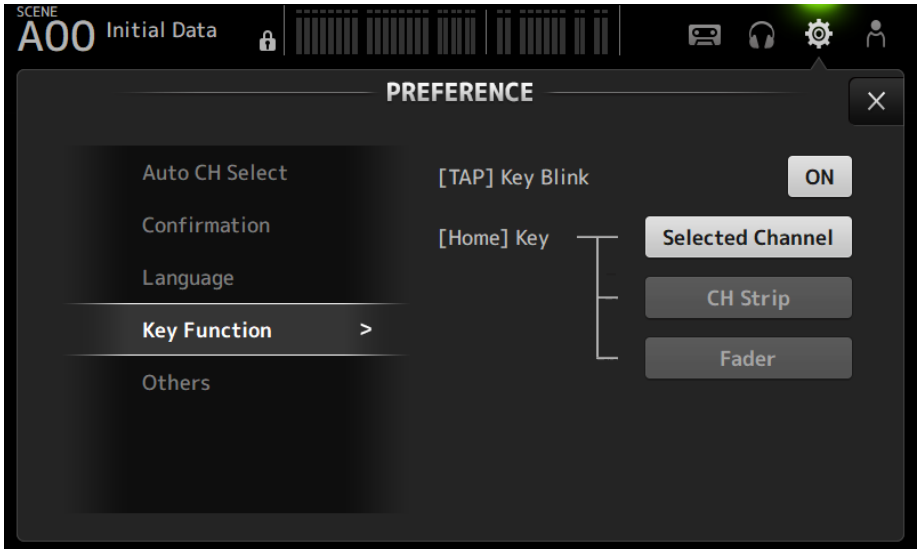 SCENE
A00 Initial Data
PREFERENCE
Auto CH Select
Confirmation
Language
Key Function >
Others
[TAP] Key Blink ON
[Home] Key Selected Channel
CH Strip
Fader